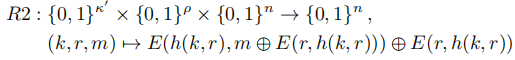 R2 : {0, 1}^{κ′} × {0, 1}^ρ × {0, 1}^n → {0, 1}^n ,
(k, r, m) ↦ E(h(k, r), m ⊕ E(r, h(k, r))) ⊕ E(r, h(k, r))